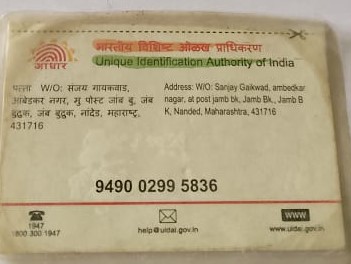 भारतीय विशिष्ट ओळख प्राधिकरण
Unique Identification Authority of India
आधार
पत्ता W/O: संजय गायकवाड,
आंबेडकर नगर, मु पोस्ट जांब बु, जंब
बुद्रुक, जंब बुद्रुक, नांदेड, महाराष्ट्र,
431716
Address: W/O: Sanjay Gaikwad, ambedkar
nagar, at post jamb bk, Jamb Bk., Jamb B
K, Nanded, Maharashtra, 431716
9490 0299 5836
1947
1800 300 1947
help@uidai.gov.in
www
www.uidai.gov.in